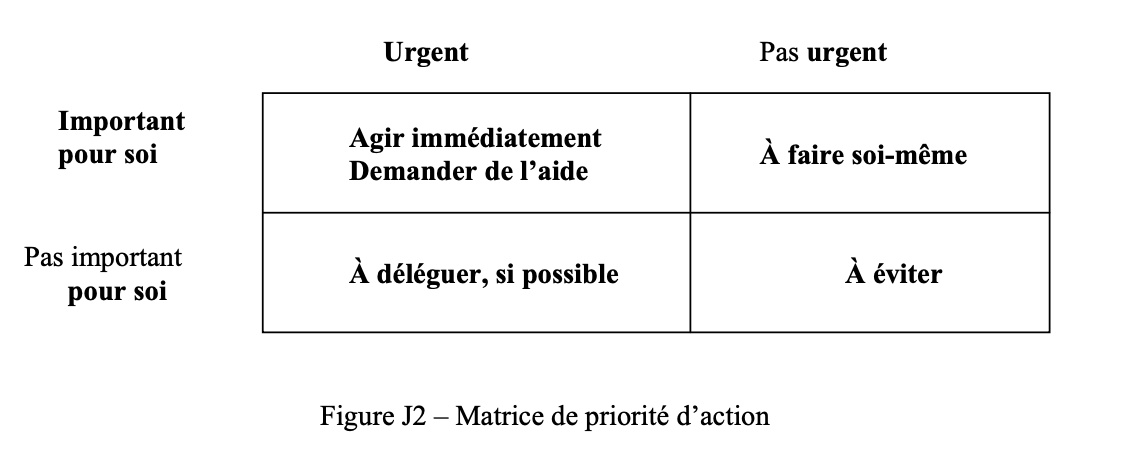 Urgent
Pas urgent
Important
pour soi
Agir immédiatement
Demander de l’aide
À faire soi-même
Pas important
pour soi
À déléguer, si possible
À éviter
Figure J2 – Matrice de priorité d’action